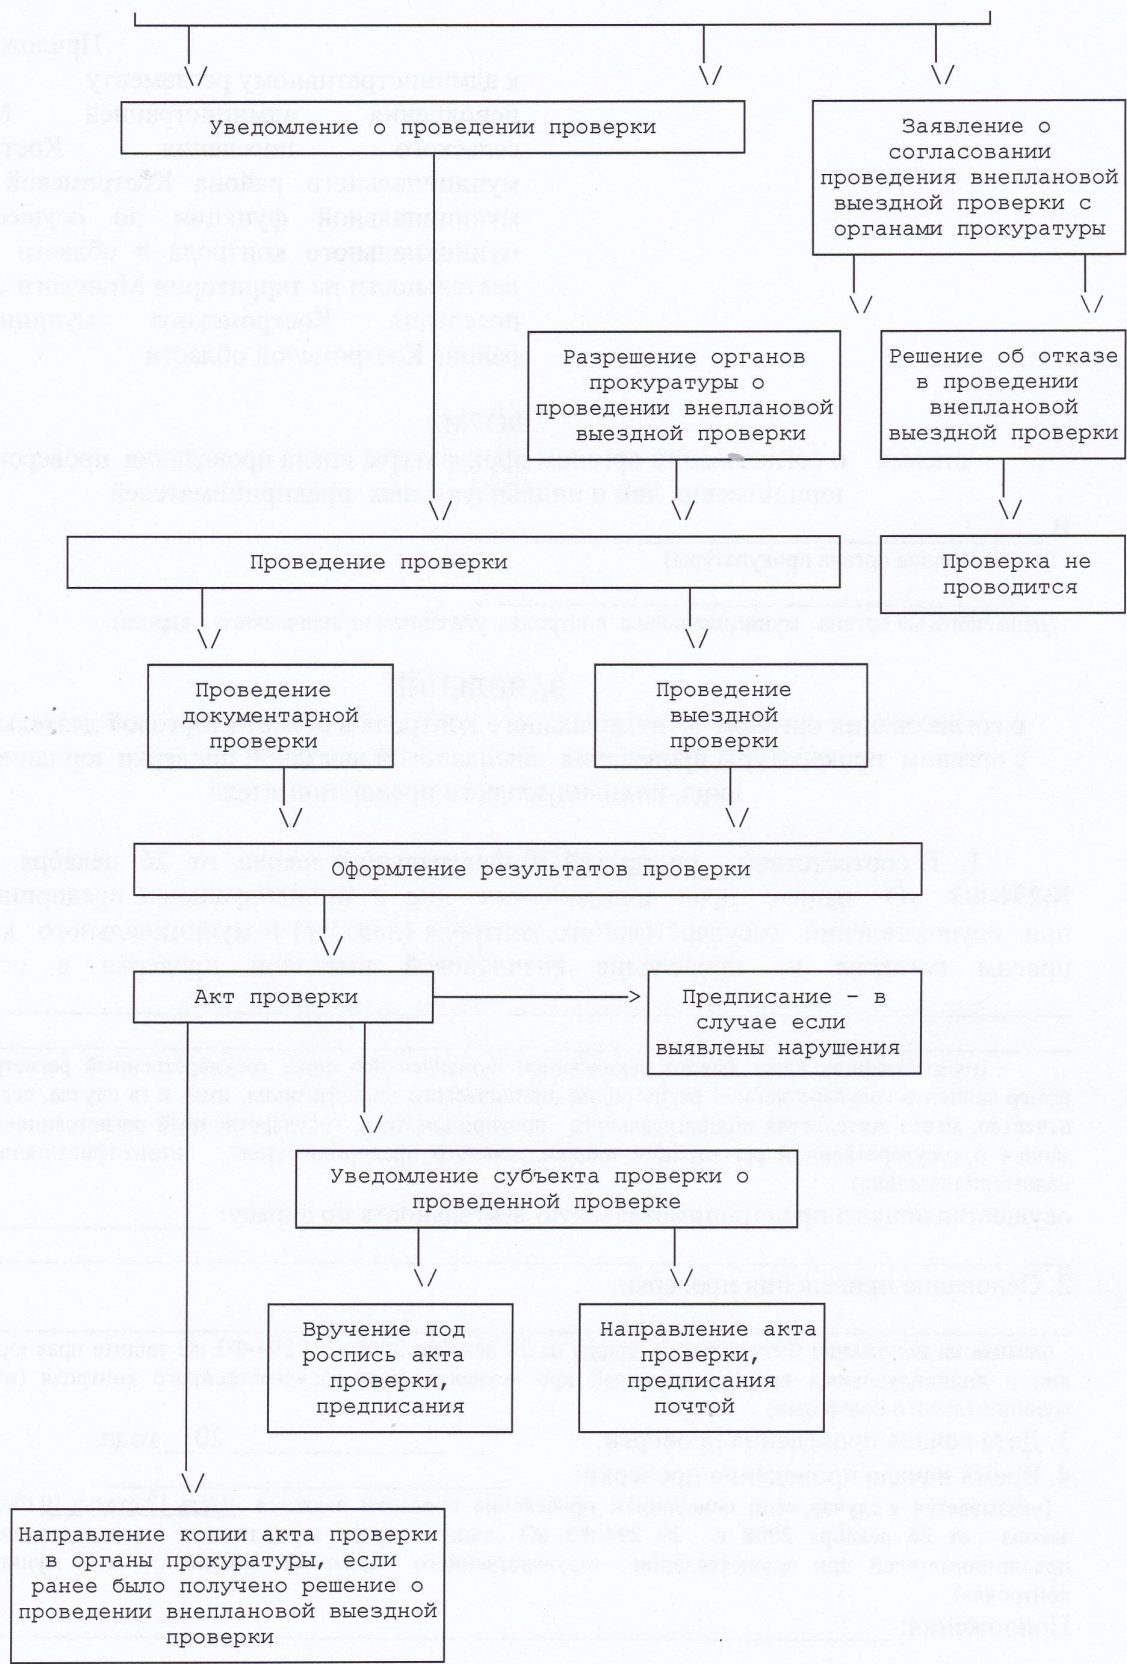 Уведомление о проведении проверки
Заявление о
согласовании
проведения внеплановой
выездной проверки с
органами прокуратуры
Разрешение органов
прокуратуры о
проведении внеплановой
выездной проверки
Решение об отказе
в проведении
внеплановой
выездной проверки
Проведение проверки
Проверка не
проводится
Проведение
документарной
проверки
Проведение
выездной
проверки
Оформление результатов проверки
Акт проверки
Предписание – в
случае если
выявлены нарушения
Уведомление субъекта проверки о
проведенной проверке
Вручение под
роспись акта
проверки,
предписания
Направление акта
проверки,
предписания
почтой
Направление копии акта проверки
в органы прокуратуры, если
ранее было получено решение о
проведении внеплановой выездной
проверки